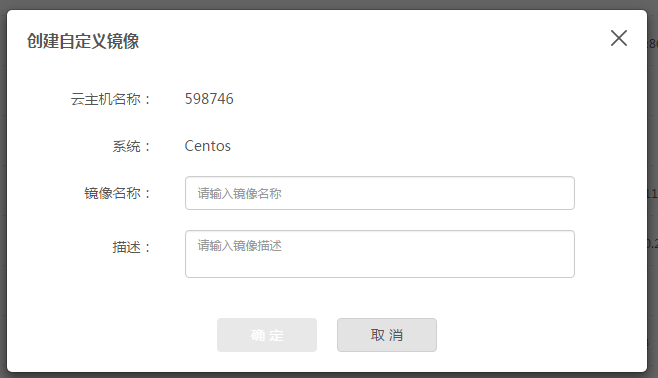 创建自定义镜像
云主机名称： 598746
系统： Centos
镜像名称： 请输入镜像名称
描述： 请输入镜像描述
确 定 取 消